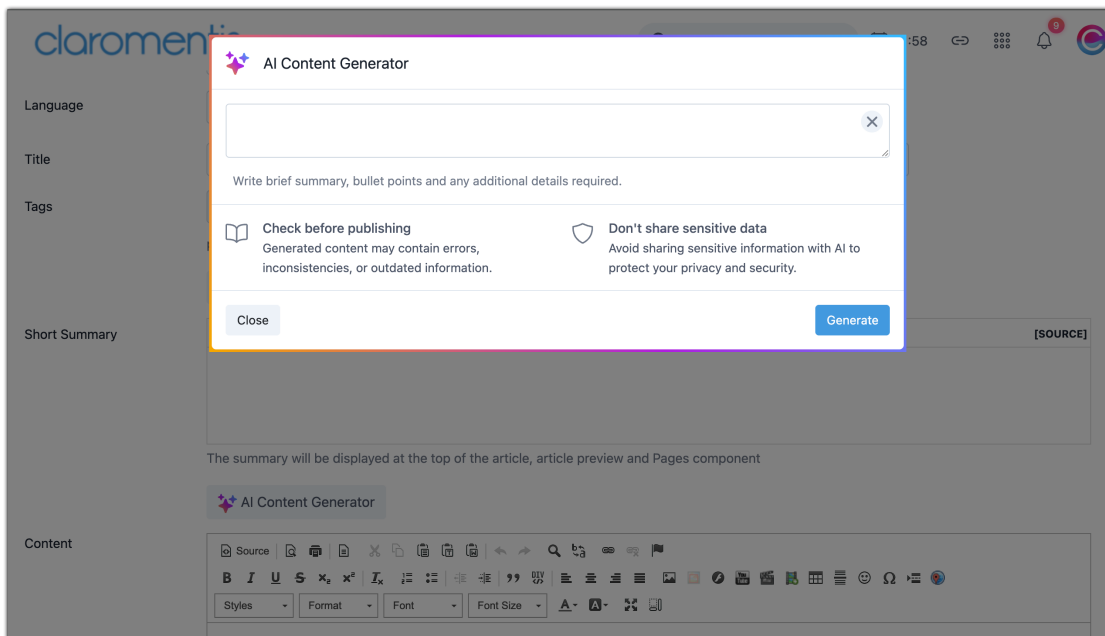 claromentis
9
:58
AI Content Generator
Language
Title
Write brief summary, bullet points and any additional details required.
Tags
Check before publishing
Generated content may contain errors,
inconsistencies, or outdated information.
Don't share sensitive data
Avoid sharing sensitive information with AI to
protect your privacy and security.
Close
Generate
Short Summary
[SOURCE]
The summary will be displayed at the top of the article, article preview and Pages component
AI Content Generator
Content
Source
Styles
Format
Font
Font Size